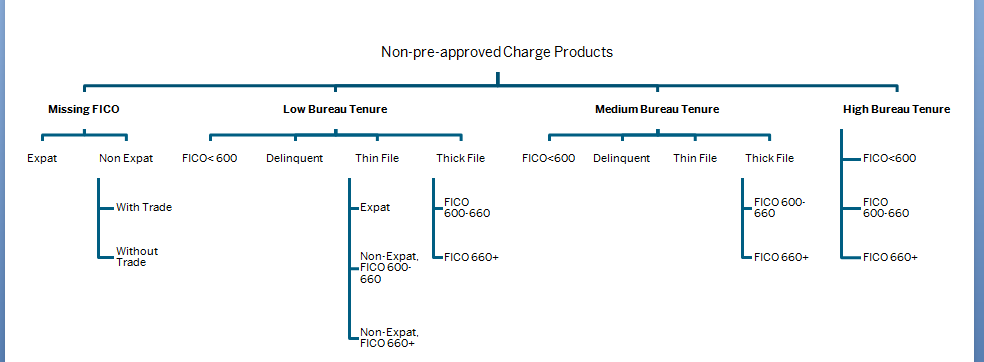 Non-pre-approved Charge Products
Missing FICO
Low Bureau Tenure
Medium Bureau Tenure
High Bureau Tenure
Expat
Non Expat
FICO< 600
Delinquent
Thin File
Thick File
FICO<600
Delinquent
Thin File
Thick File
FICO<600
With Trade
Expat
FICO
600-660
FICO 600-
660
FICO
600-660
Without
Trade
Non-Expat,
FICO 600-
660
FICO 660+
FICO 660+
FICO 660+
Non-Expat,
FICO 660+